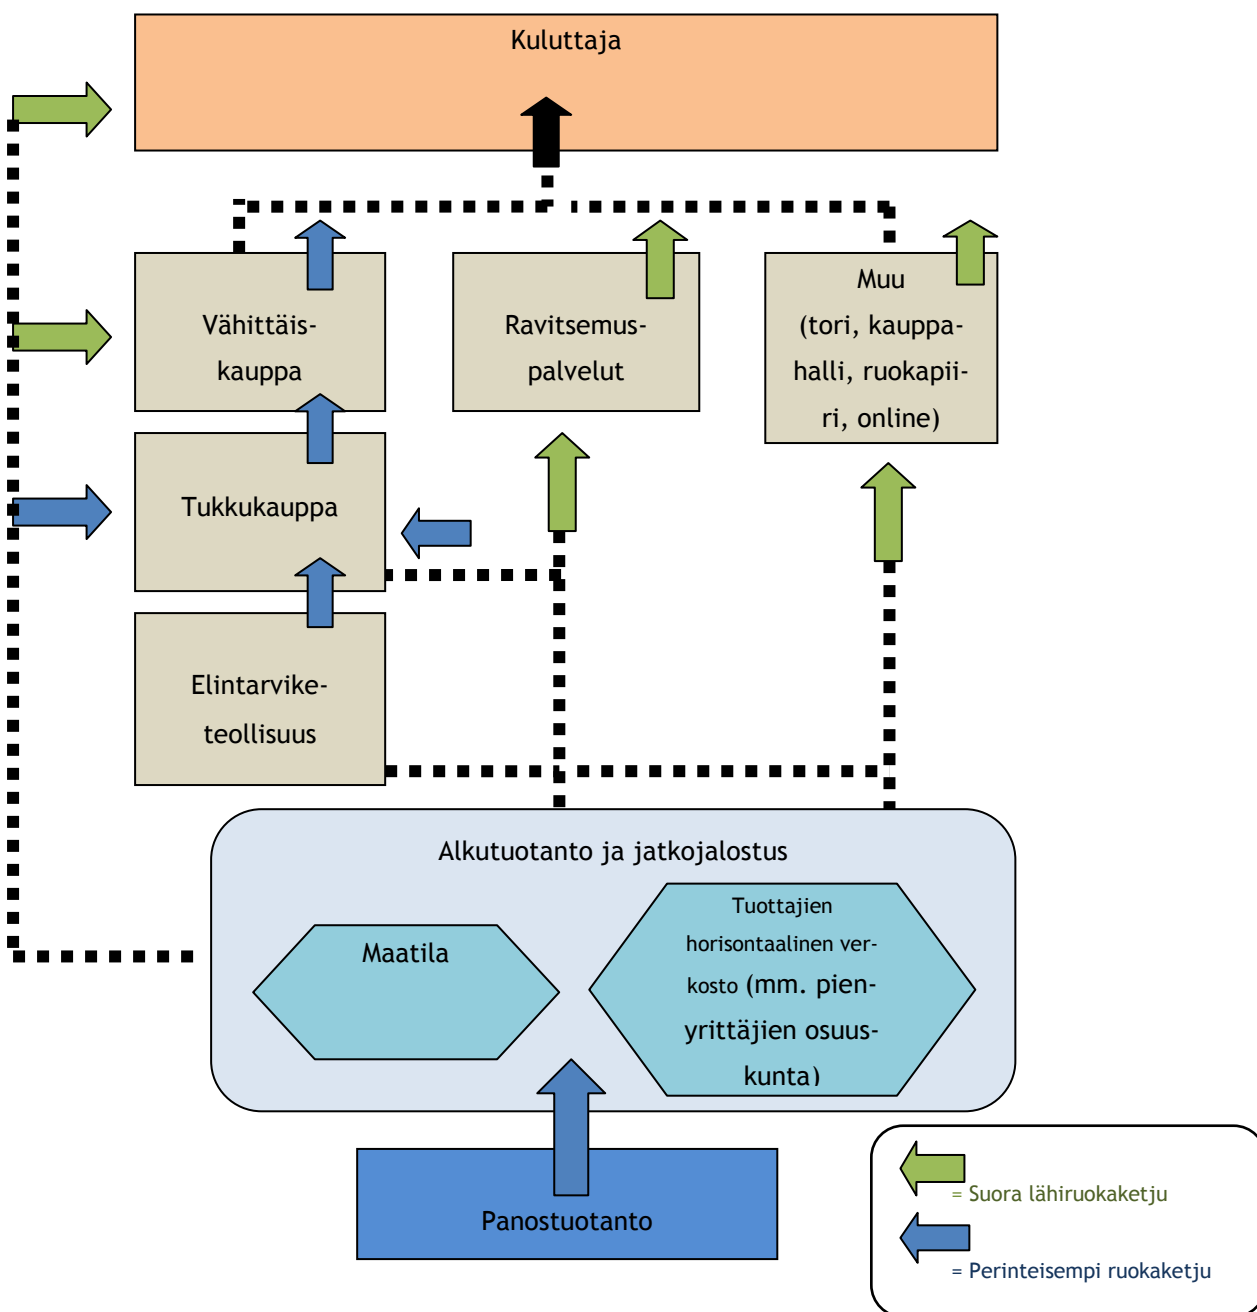 Kuluttaja
Vähittäis-
kauppa
Ravitsemus-
palvelut
Muu
(tori, kauppa-
halli, ruokapii-
ri, online)
Tukkukauppa
Elintarvike-
teollisuus
Alkutuotanto ja jatkojalostus
Maatila
Tuottajien
horisontaalinen ver-
kosto (mm. pien-
yrittäjien osuus-
kunta)
Panostuotanto
= Suora lähiruokaketju
= Perinteisempi ruokaketju